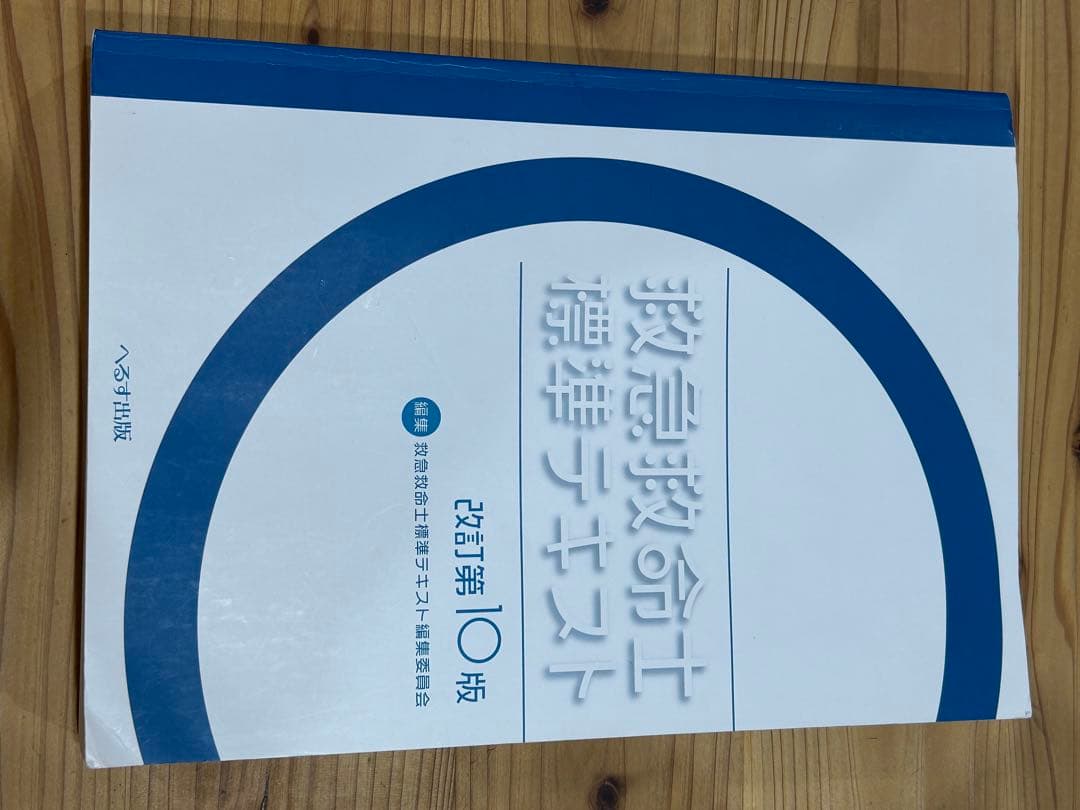 救急救命士
標準テキスト
改訂第10版
編集 救急救命士標準テキスト編集委員会
へるす出版